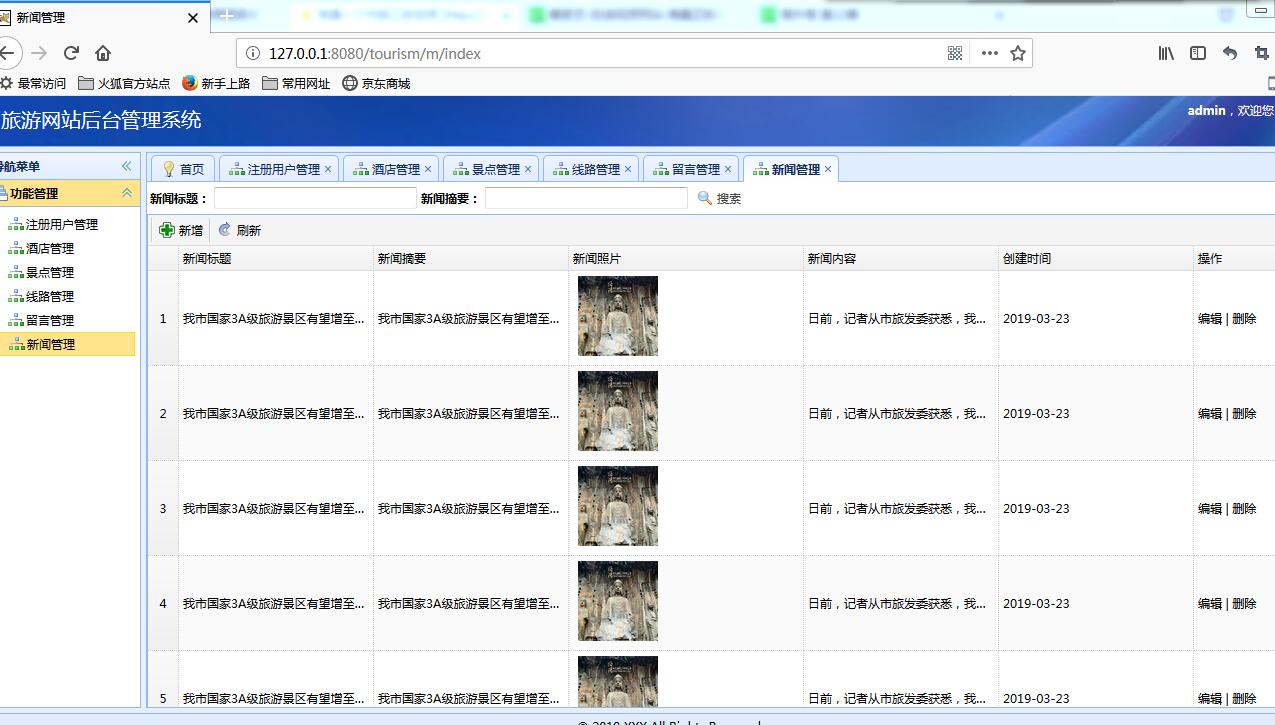 新闻管理
127.0.0.1:8080/tourism/m/index
最常访问 火狐官方站点 新手上路 常用网址 京东商城
旅游网站后台管理系统
admin，欢迎您
导航菜单
功能管理
注册用户管理
酒店管理
景点管理
线路管理
留言管理
新闻管理
首页 注册用户管理 酒店管理 景点管理 线路管理 留言管理 新闻管理
新闻标题： 新闻摘要： 搜索
新增 刷新
新闻标题 新闻摘要 新闻照片 新闻内容 创建时间 操作
1 我市国家3A级旅游景区有望增至... 我市国家3A级旅游景区有望增至... 日前，记者从市旅发委获悉，我... 2019-03-23 编辑 | 删除
2 我市国家3A级旅游景区有望增至... 我市国家3A级旅游景区有望增至... 日前，记者从市旅发委获悉，我... 2019-03-23 编辑 | 删除
3 我市国家3A级旅游景区有望增至... 我市国家3A级旅游景区有望增至... 日前，记者从市旅发委获悉，我... 2019-03-23 编辑 | 删除
4 我市国家3A级旅游景区有望增至... 我市国家3A级旅游景区有望增至... 日前，记者从市旅发委获悉，我... 2019-03-23 编辑 | 删除
5 我市国家3A级旅游景区有望增至... 我市国家3A级旅游景区有望增至... 日前，记者从市旅发委获悉，我... 2019-03-23 编辑 | 删除
© 2019 XXX All Rights Reserved